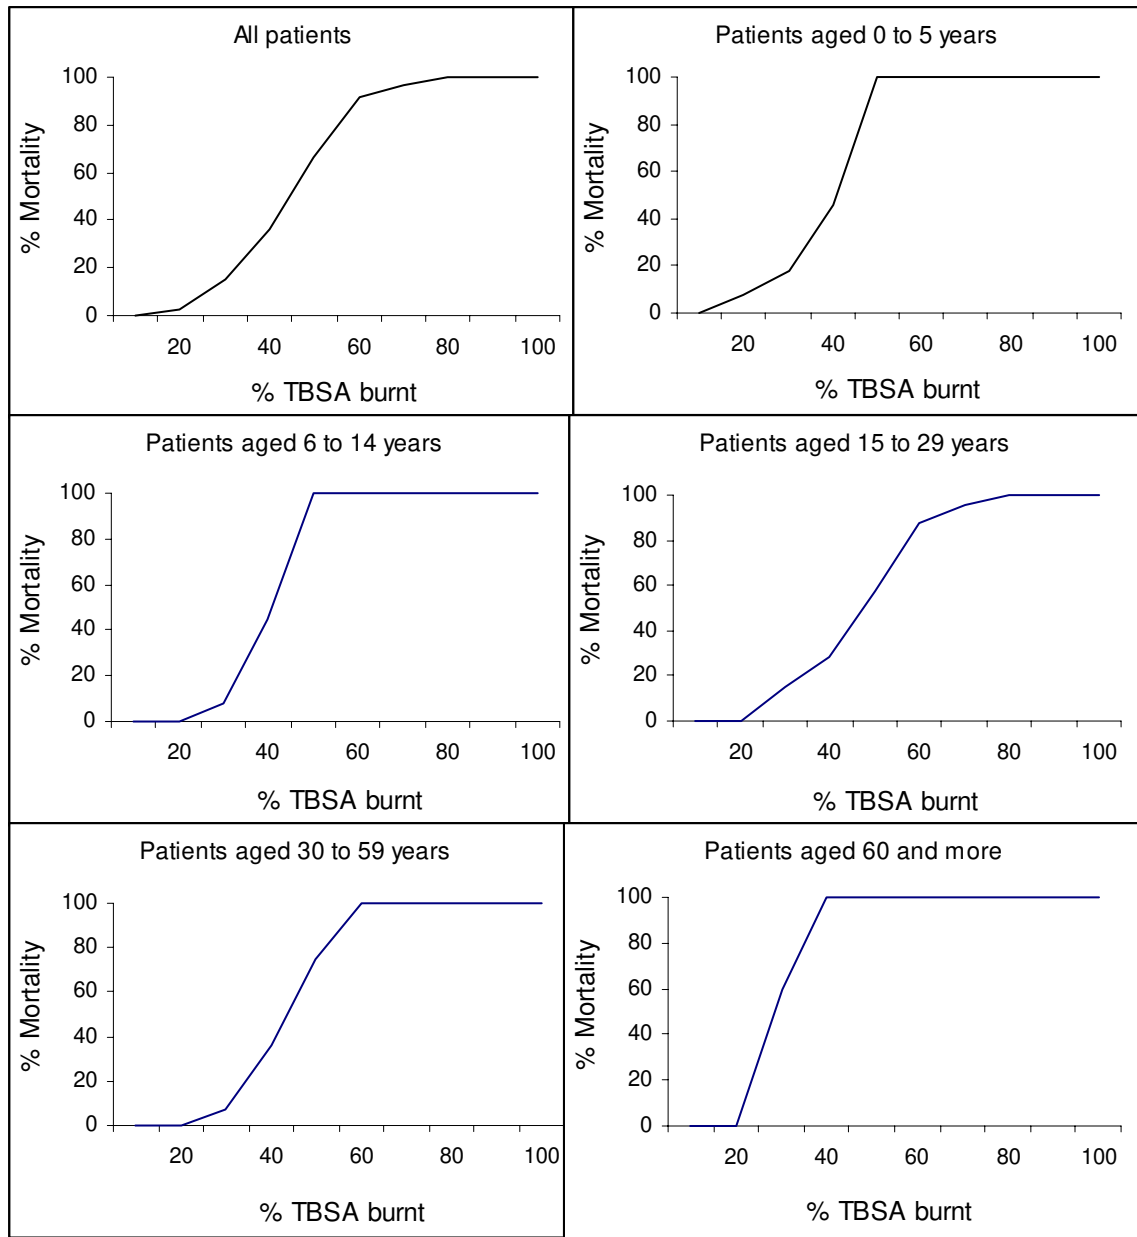 All patients
100
80
60
40
20
0
% Mortality
20 40 60 80 100
% TBSA burnt
Patients aged 0 to 5 years
100
80
60
40
20
0
% Mortality
20 40 60 80 100
% TBSA burnt
Patients aged 6 to 14 years
100
80
60
40
20
0
% Mortality
20 40 60 80 100
% TBSA burnt
Patients aged 15 to 29 years
100
80
60
40
20
0
% Mortality
20 40 60 80 100
% TBSA burnt
Patients aged 30 to 59 years
100
80
60
40
20
0
% Mortality
20 40 60 80 100
% TBSA burnt
Patients aged 60 and more
100
80
60
40
20
0
% Mortality
20 40 60 80 100
% TBSA burnt